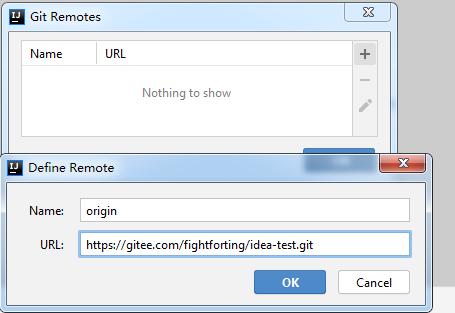 Git Remotes
Name URL
Nothing to show
Define Remote
Name: origin
URL: https://gitee.com/fightforting/idea-test.git
OK Cancel